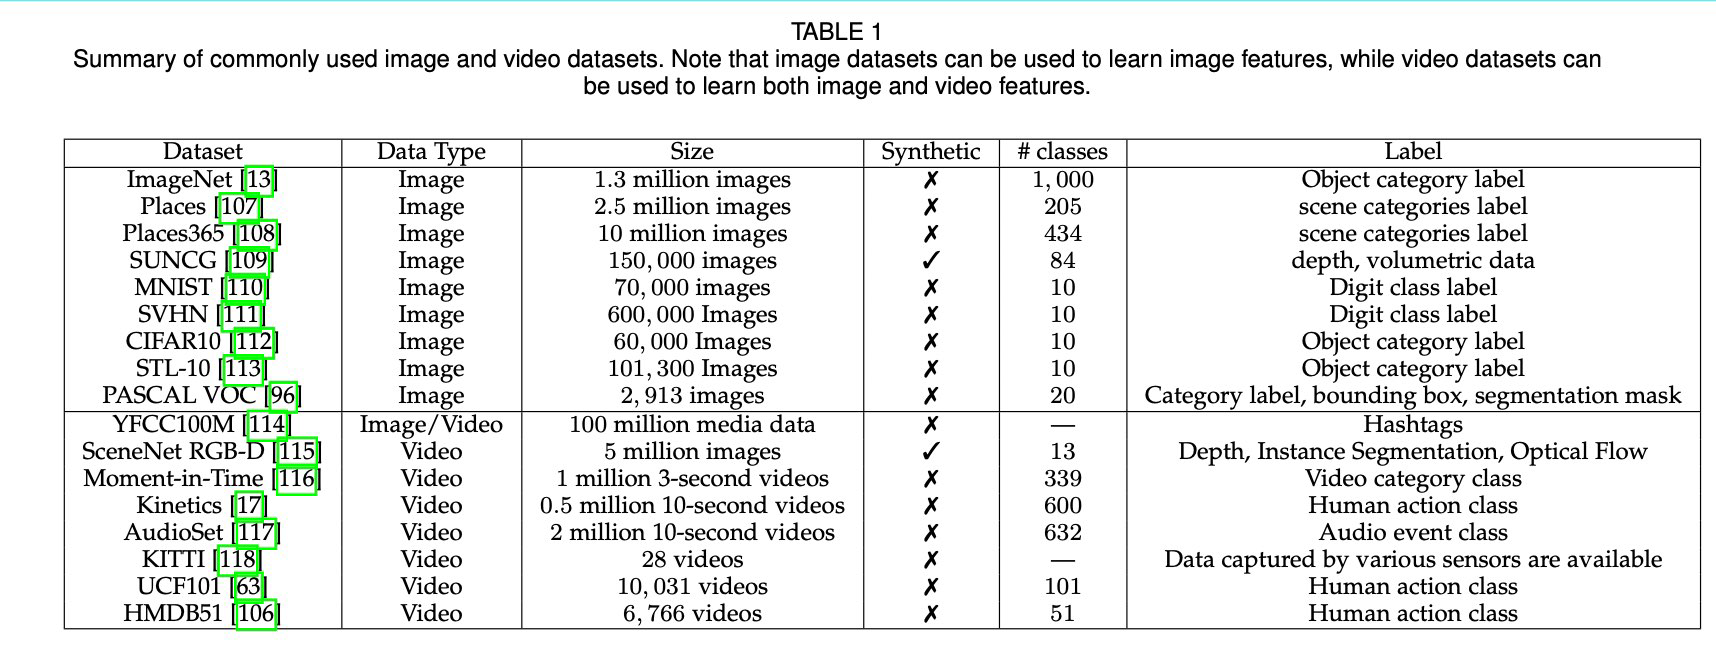 TABLE 1
Summary of commonly used image and video datasets. Note that image datasets can be used to learn image features, while video datasets can
be used to learn both image and video features.
Dataset Data Type Size Synthetic # classes Label
ImageNet [13] Image 1.3 million images ✗ 1, 000 Object category label
Places [107] Image 2.5 million images ✗ 205 scene categories label
Places365 [108] Image 10 million images ✗ 434 scene categories label
SUNCG [109] Image 150, 000 images ✓ 84 depth, volumetric data
MNIST [110] Image 70, 000 images ✗ 10 Digit class label
SVHN [111] Image 600, 000 Images ✗ 10 Digit class label
CIFAR10 [112] Image 60, 000 Images ✗ 10 Object category label
STL-10 [113] Image 101, 300 Images ✗ 10 Object category label
PASCAL VOC [96] Image 2, 913 images ✗ 20 Category label, bounding box, segmentation mask
YFCC100M [114] Image/Video 100 million media data ✗ — Hashtags
SceneNet RGB-D [115] Video 5 million images ✓ 13 Depth, Instance Segmentation, Optical Flow
Moment-in-Time [116] Video 1 million 3-second videos ✗ 339 Video category class
Kinetics [17] Video 0.5 million 10-second videos ✗ 600 Human action class
AudioSet [117] Video 2 million 10-second videos ✗ 632 Audio event class
KITTI [118] Video 28 videos ✗ — Data captured by various sensors are available
UCF101 [63] Video 10, 031 videos ✗ 101 Human action class
HMDB51 [106] Video 6, 766 videos ✗ 51 Human action class